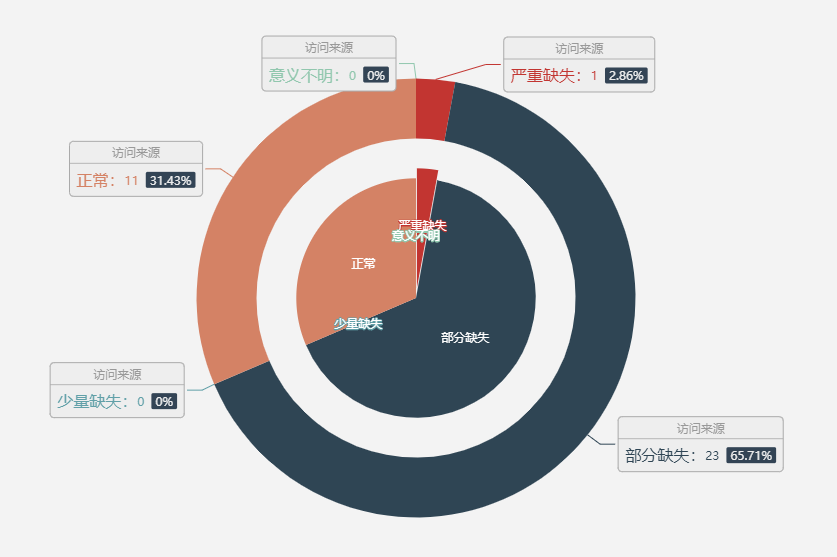 访问来源
意义不明：0 0%
访问来源
严重缺失：1 2.86%
访问来源
正常：11 31.43%
严重缺失
意义不明
正常
少量缺失
部分缺失
访问来源
少量缺失：0 0%
访问来源
部分缺失：23 65.71%